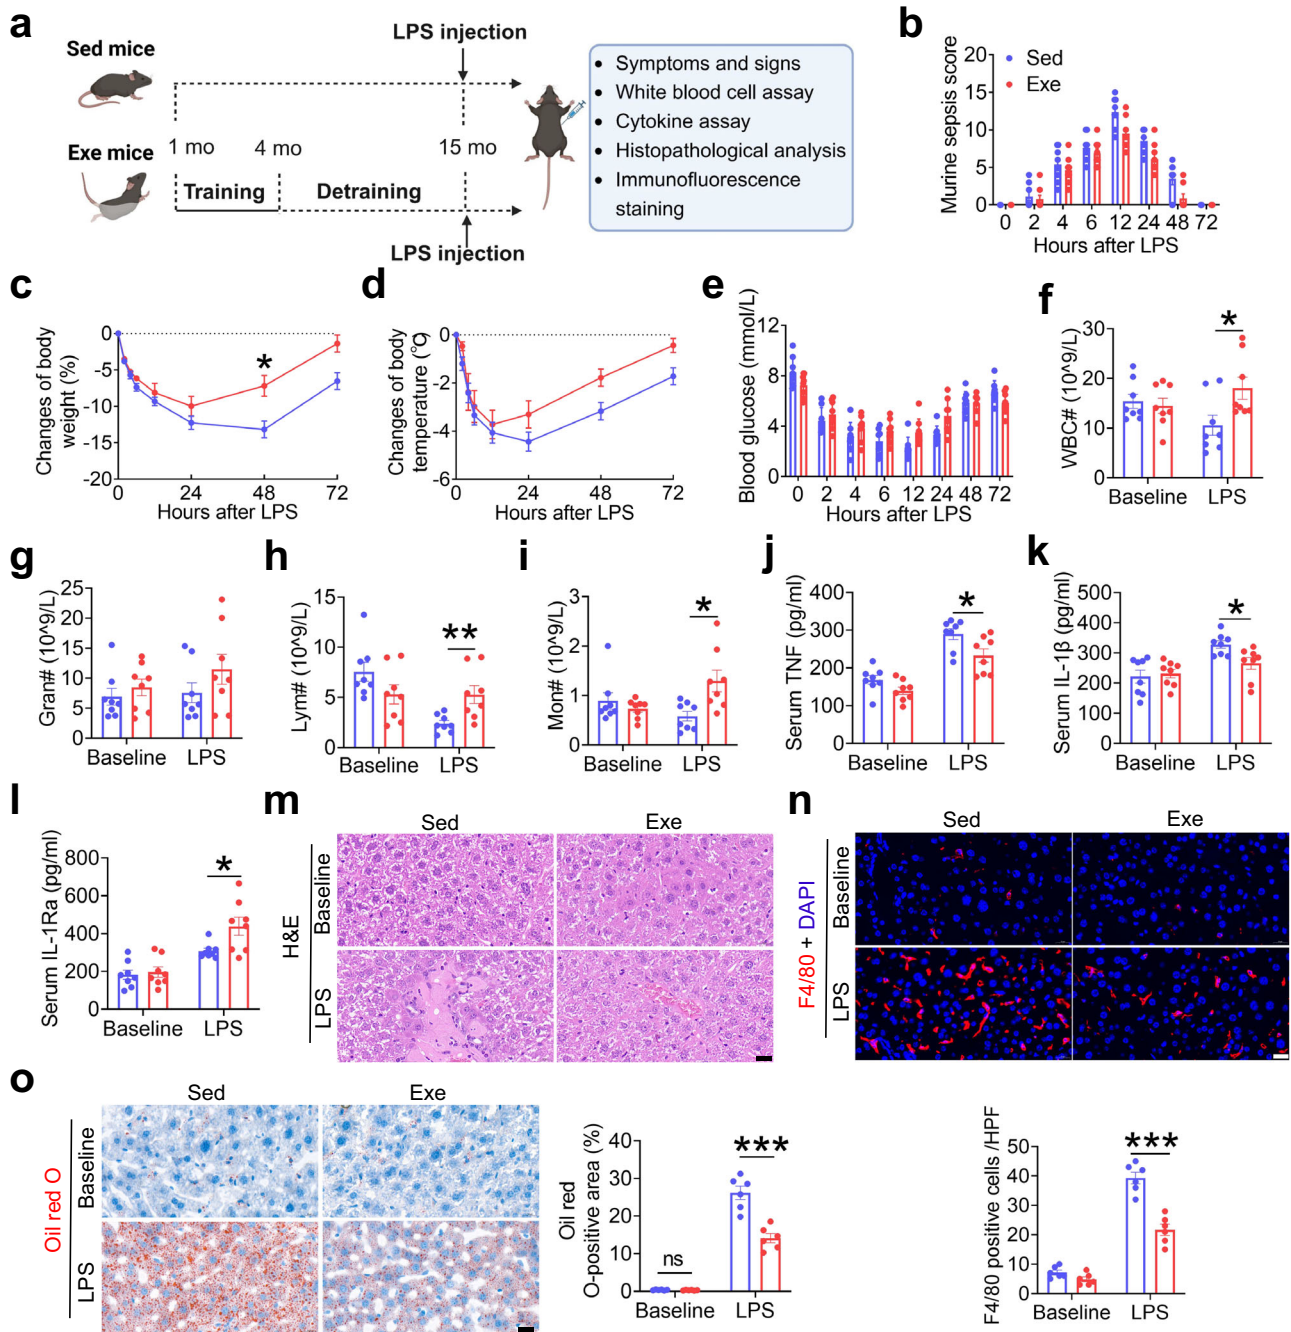 a
Sed mice
Exe mice
LPS injection
1 mo
4 mo
15 mo
Training
Detraining
LPS injection
• Symptoms and signs
• White blood cell assay
• Cytokine assay
• Histopathological analysis
• Immunofluorescence
staining
b
Murine sepsis score
20
15
10
5
0
Sed
Exe
0 2 4 6 12 24 48 72
Hours after LPS
c
Changes of body
weight (%)
0
-5
-10
-15
-20
*
0 24 48 72
Hours after LPS
d
Changes of body
temperature (°C)
0
-2
-4
-6
0 24 48 72
Hours after LPS
e
Blood glucose (mmol/L)
12
8
4
0
0 2 4 6 12 24 48 72
Hours after LPS
f
WBC# (10^9/L)
30
20
10
0
*
Baseline LPS
g
Gran# (10^9/L)
25
20
15
10
5
0
Baseline LPS
h
Lym# (10^9/L)
15
10
5
0
**
Baseline LPS
i
Mon# (10^9/L)
3
2
1
0
*
Baseline LPS
j
Serum TNF (pg/ml)
400
300
200
100
0
*
Baseline LPS
k
Serum IL-1β (pg/ml)
500
400
300
200
100
0
*
Baseline LPS
l
Serum IL-1Ra (pg/ml)
800
600
400
200
0
*
Baseline LPS
m
Sed Exe
H&E
Baseline
LPS
n
Sed Exe
F4/80 + DAPI
Baseline
LPS
o
Sed Exe
Oil red O
Baseline
LPS
Oil red
O-positive area (%)
40
30
20
10
0
ns
***
Baseline LPS
F4/80 positive cells /HPF
50
40
30
20
10
0
***
Baseline LPS